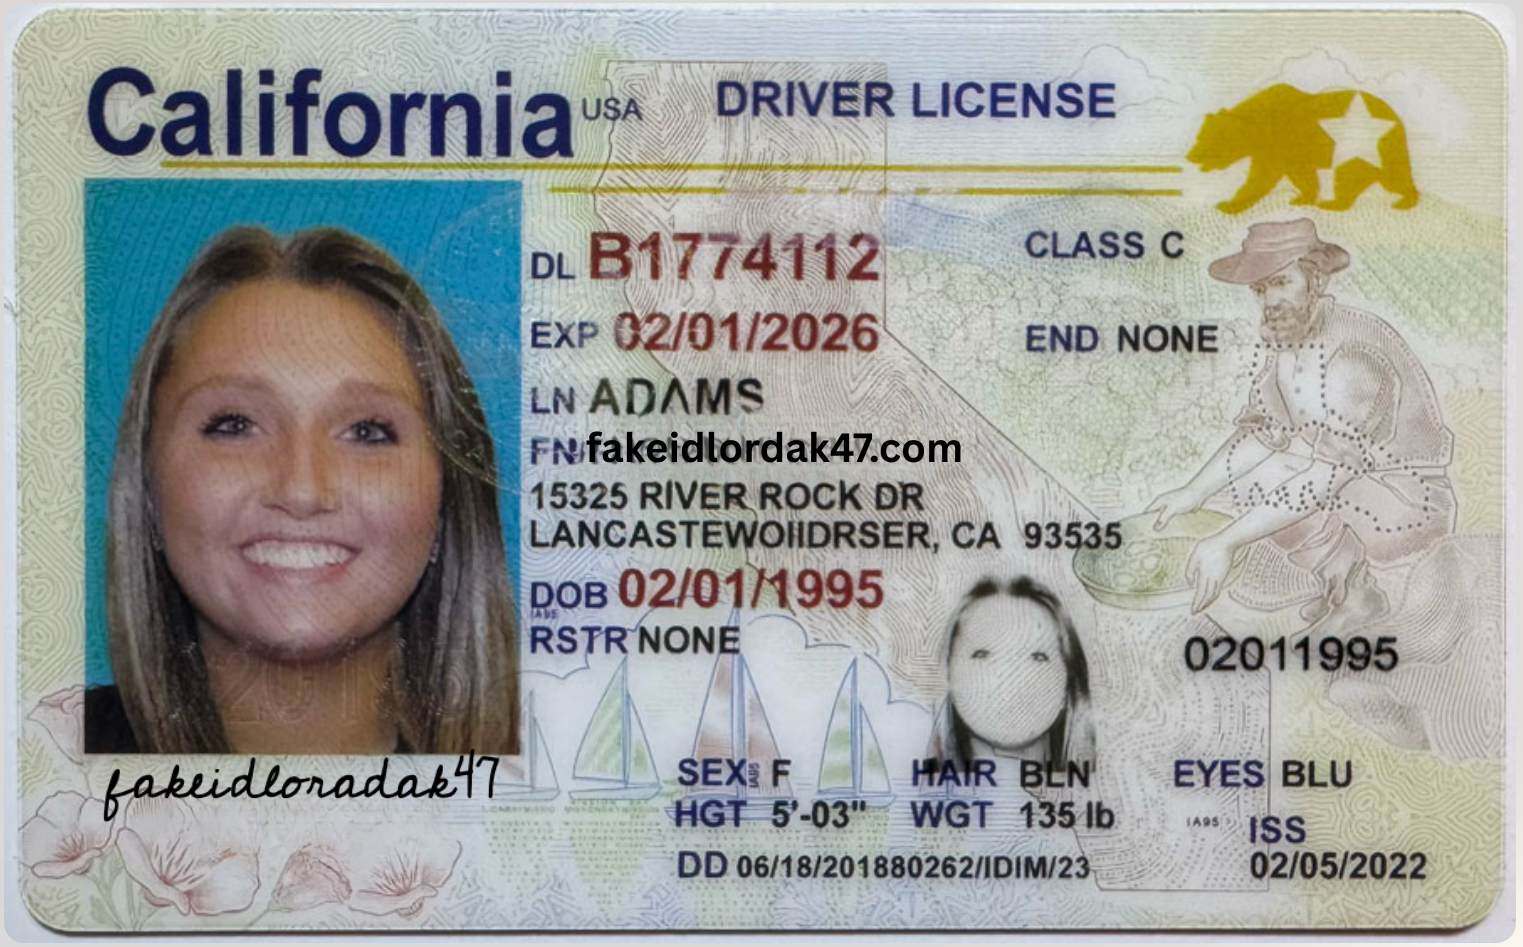 California USA DRIVER LICENSE
DL B1774112 CLASS C
EXP 02/01/2026 END NONE
LN ADAMS
FN fakeidlordak47.com
15325 RIVER ROCK DR
LANCASTEWOIIDRSER, CA 93535
DOB 02/01/1995
IA95
RSTR NONE
02011995
fakeidloradak47
SEX F HAIR BLN EYES BLU
HGT 5'-03" WGT 135 lb
IA95
ISS
DD 06/18/201880262/IDIM/23 02/05/2022